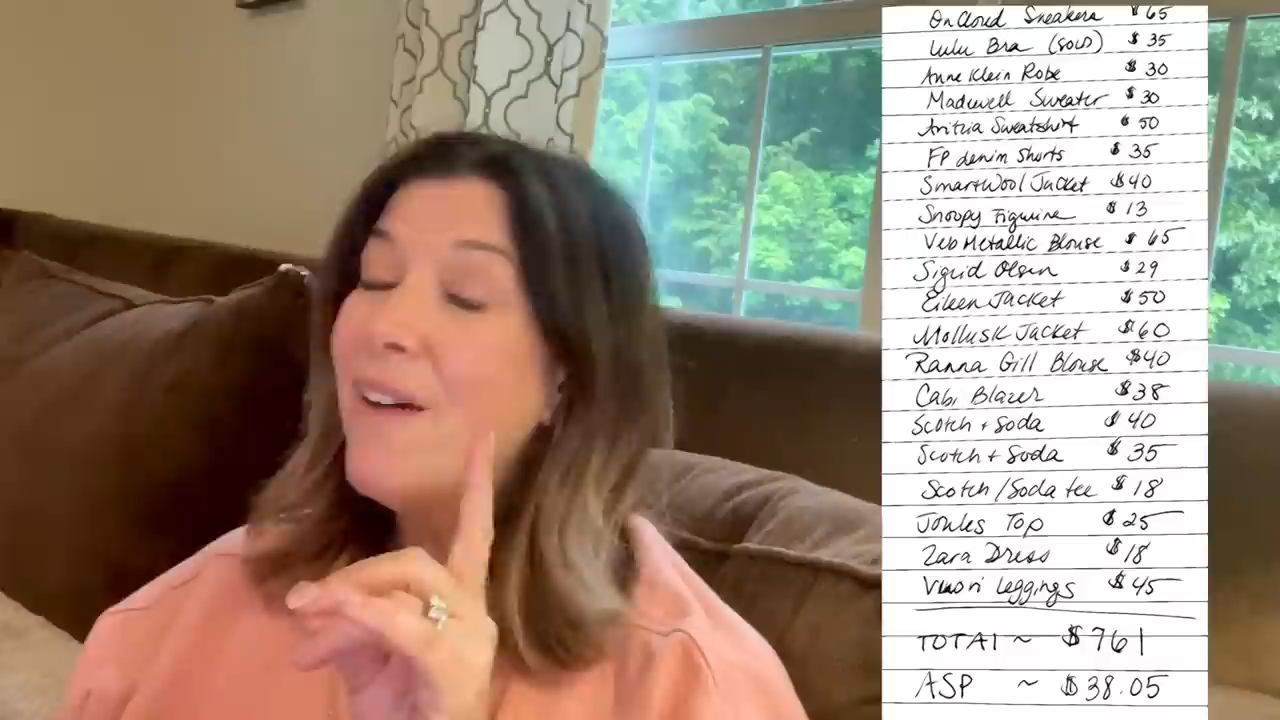 OnCloud Sneakers $65
Lulu Bra (SOLD) $35
Anne Klein Robe $30
Madewell Sweater $30
Aritzia Sweatshirt $50
FP denim Shorts $35
SmartWool Jacket $40
Snoopy Figurine $13
Veb Metallic Blouse $65
Sigrid Olsen $29
Eileen Jacket $50
Mollusk Jacket $60
Ranna Gill Blouse $40
Cabi Blazer $38
Scotch + Soda $40
Scotch + Soda $35
Scotch/Soda tee $18
Joules Top $25
Zara Dress $18
Vuori leggings $45
TOTAL ~ $761
ASP ~ $38.05